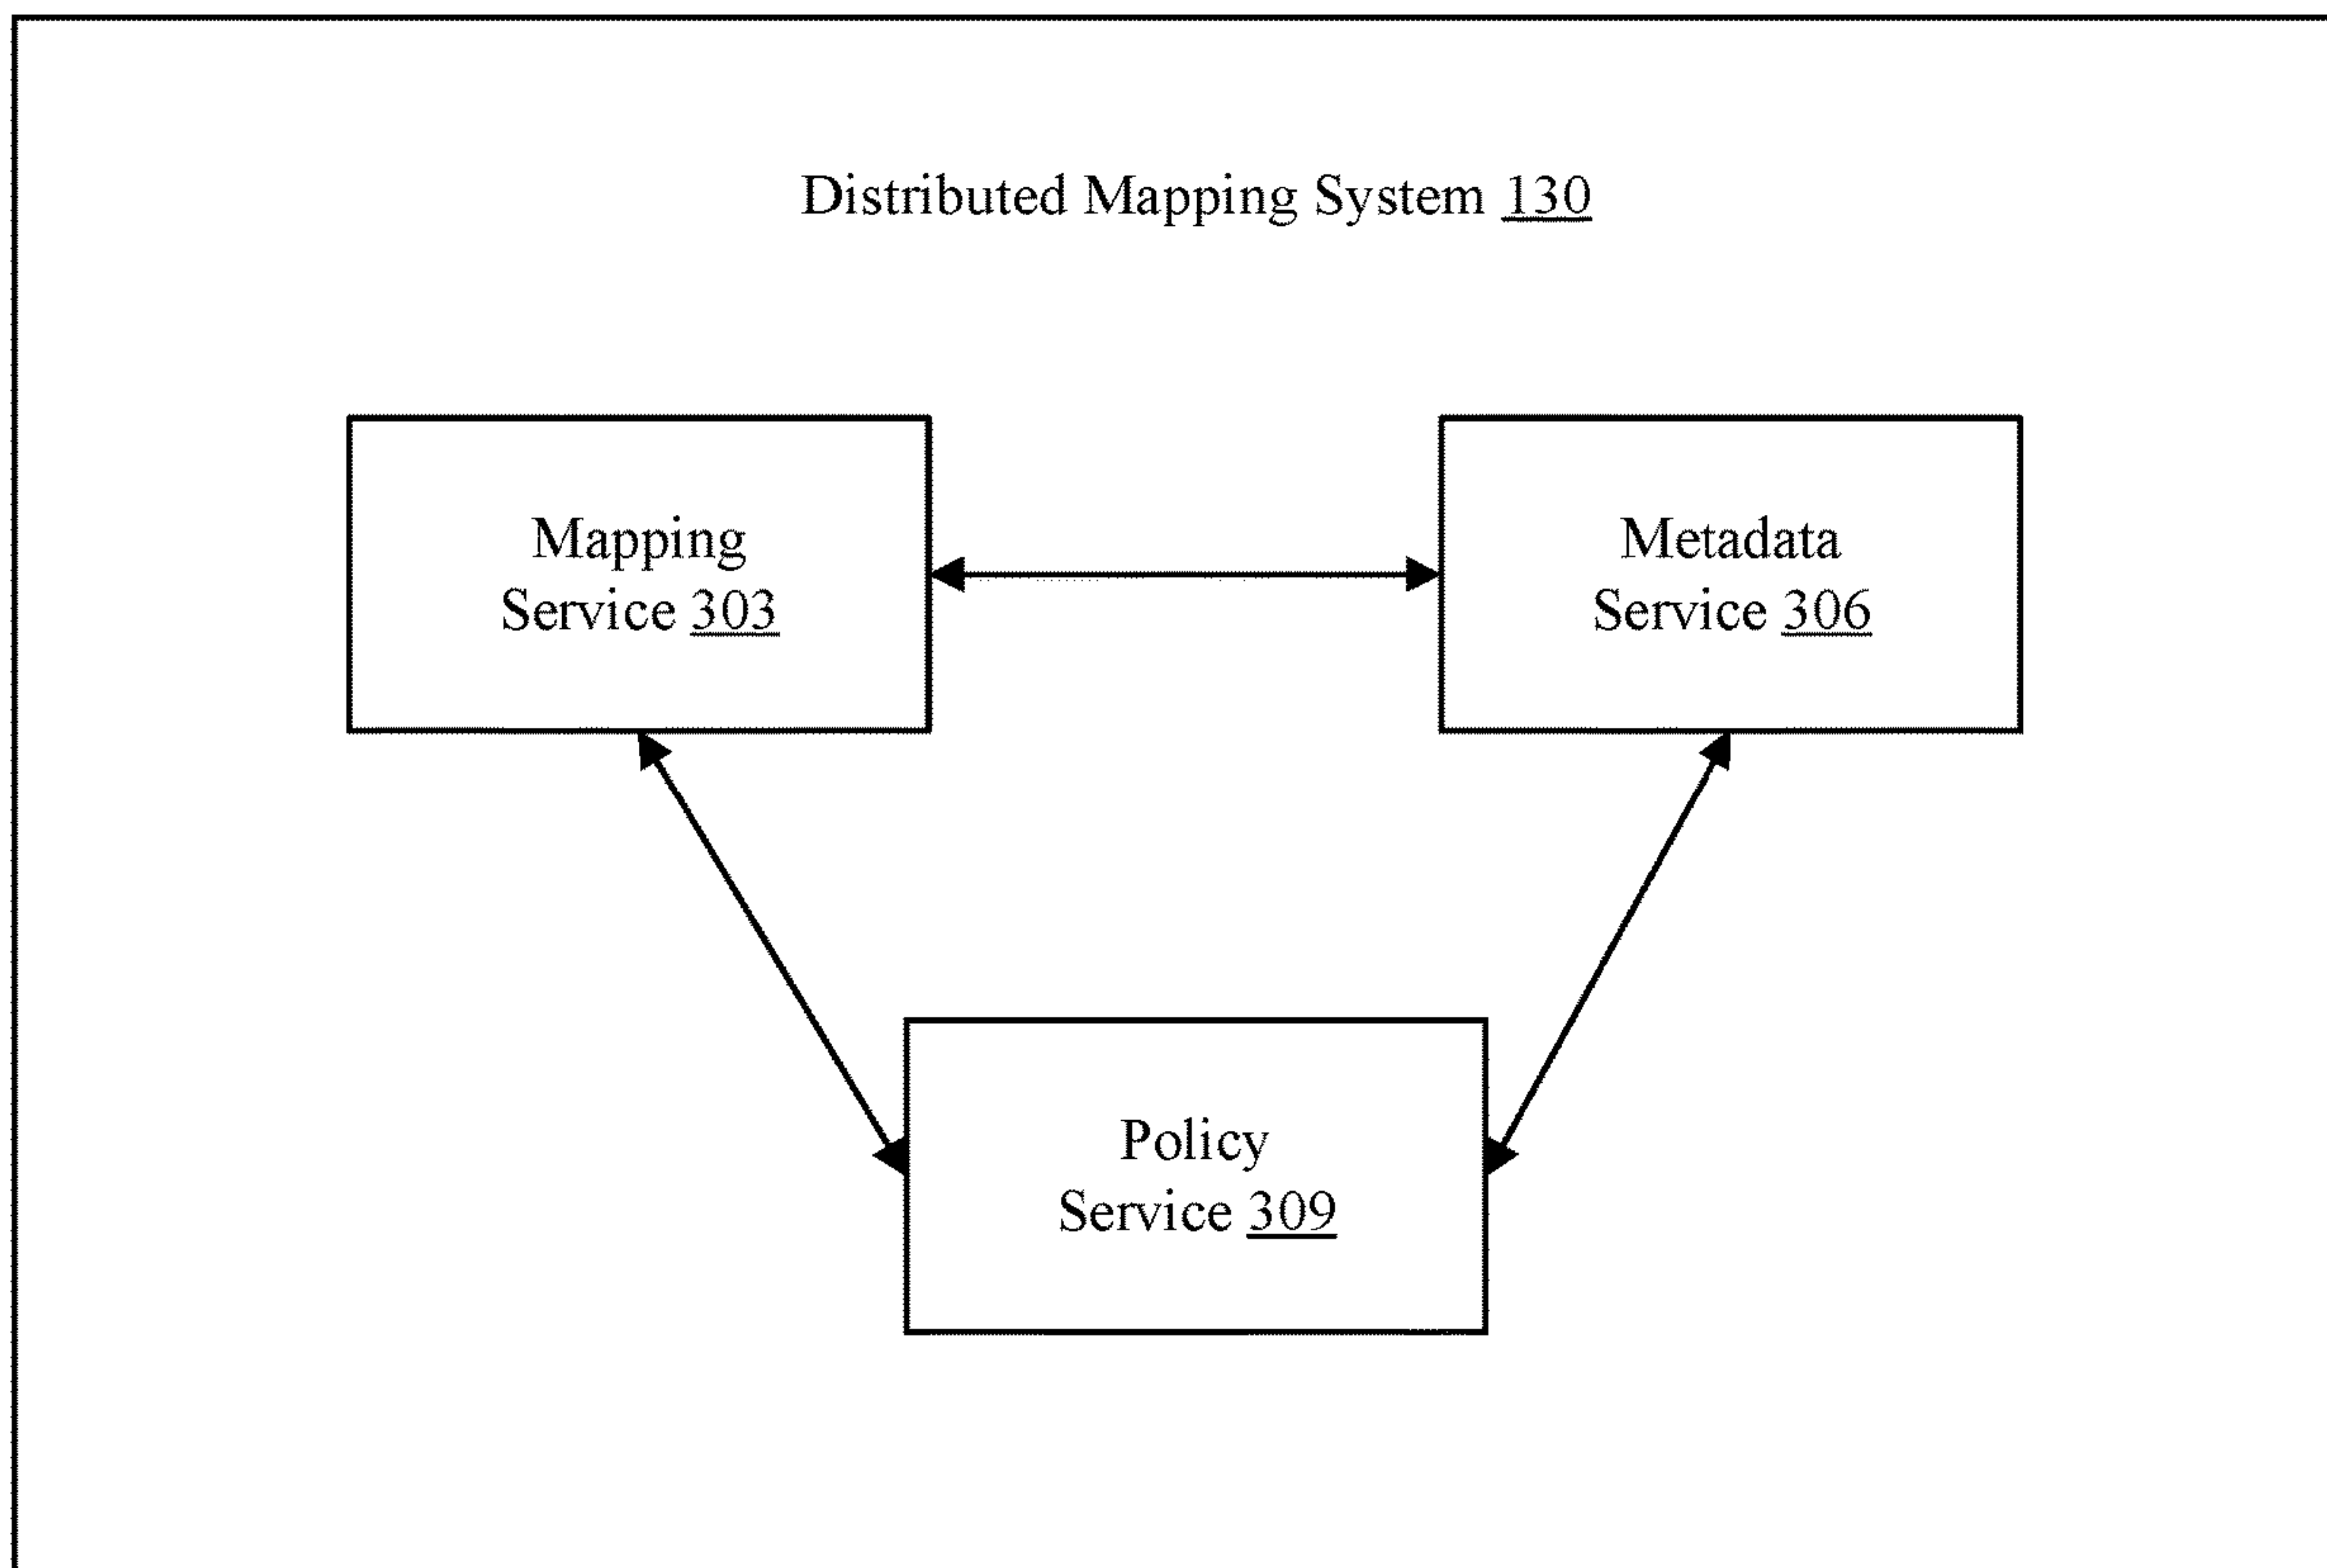 Distributed Mapping System 130
Mapping
Service 303
Metadata
Service 306
Policy
Service 309